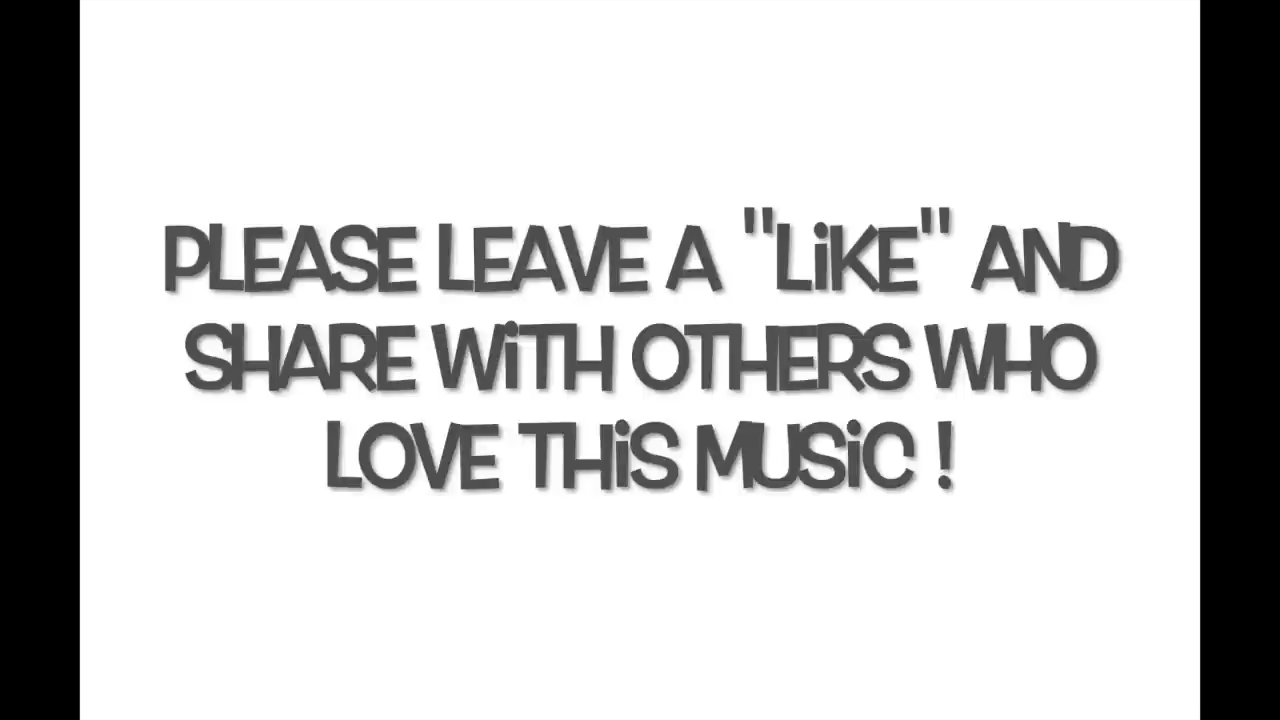 PLEASE LEAVE A "LiKE" AND
SHARE WiTH OTHERS WHO
LOVE THiS MUSiC !